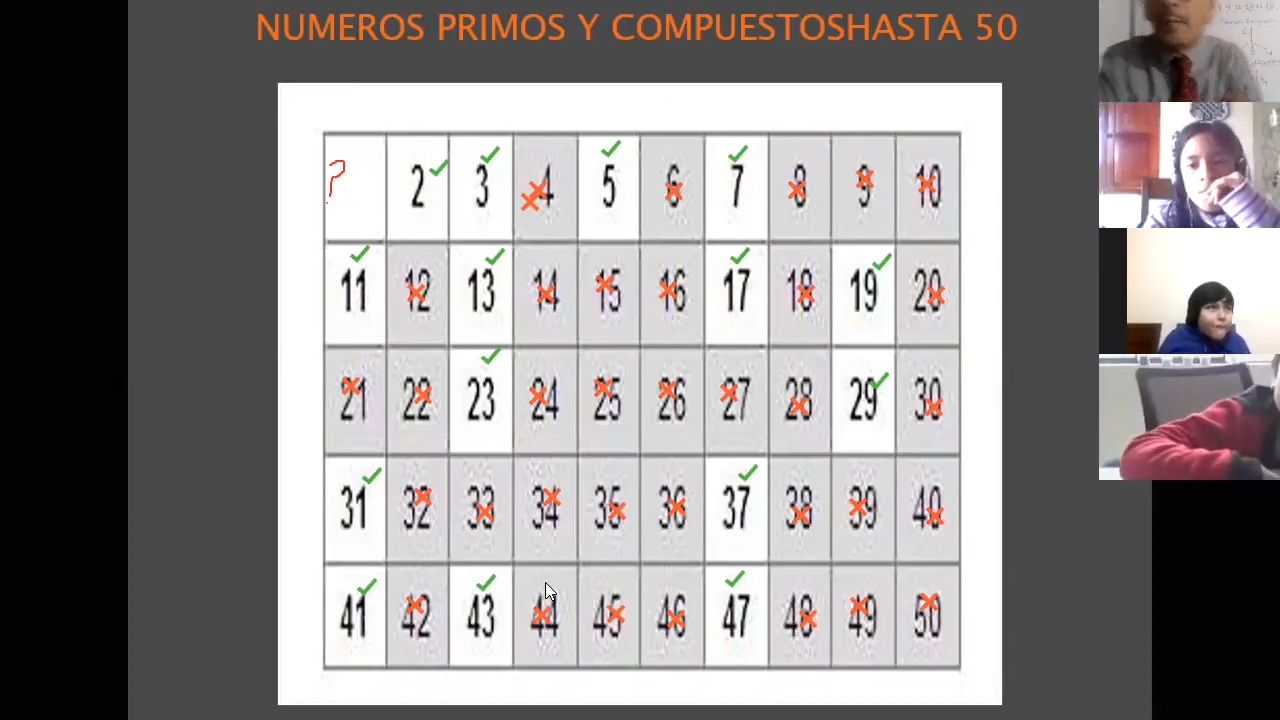 NUMEROS PRIMOS Y COMPUESTOSHASTA 50
? 2 3 4 5 6 7 8 9 10
11 12 13 14 15 16 17 18 19 20
21 22 23 24 25 26 27 28 29 30
31 32 33 34 35 36 37 38 39 40
41 42 43 44 45 46 47 48 49 50